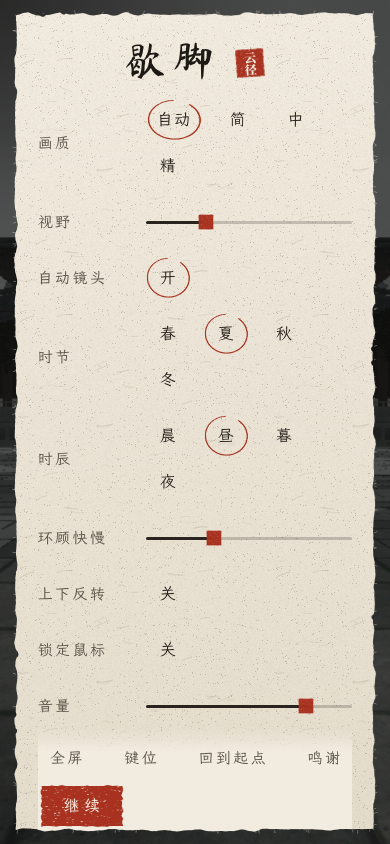 歇脚 云径
画质 自动 简 中
精
视野
自动镜头 开
时节 春 夏 秋
冬
时辰 晨 昼 暮
夜
环顾快慢
上下反转 关
锁定鼠标 关
音量
全屏 键位 回到起点 鸣谢
继续